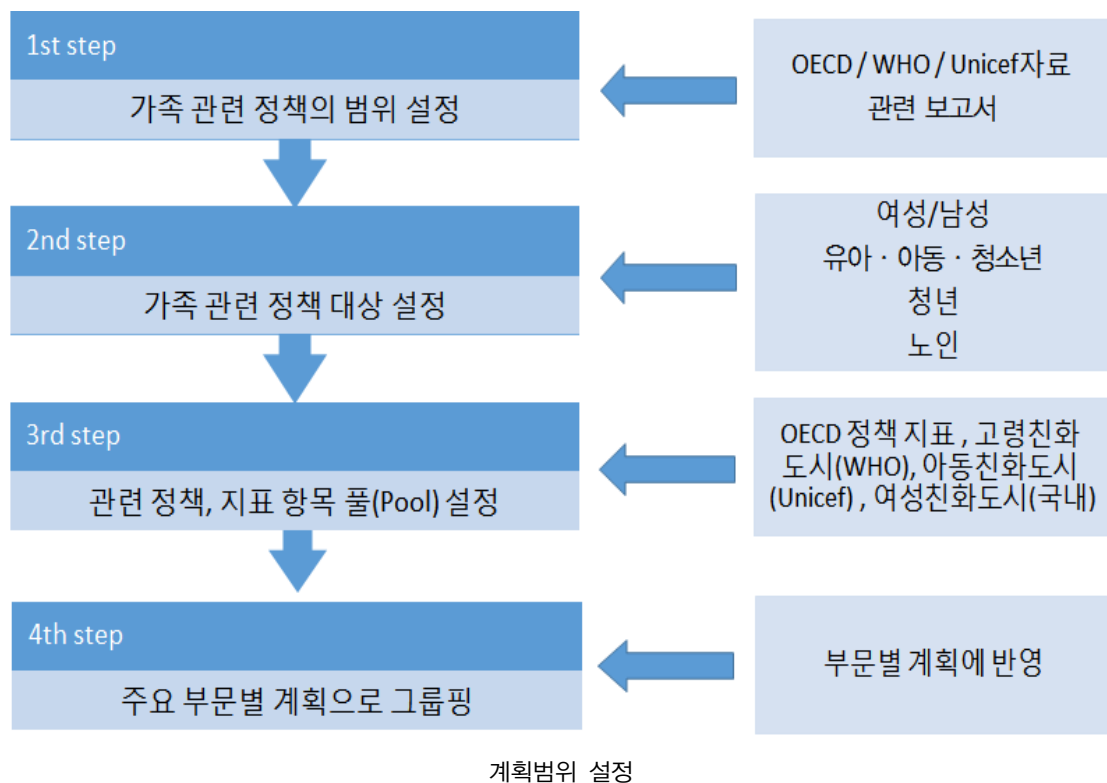 1st step
가족 관련 정책의 범위 설정
OECD / WHO / Unicef자료
관련 보고서
2nd step
가족 관련 정책 대상 설정
여성/남성
유아 · 아동 · 청소년
청년
노인
3rd step
관련 정책, 지표 항목 풀(Pool) 설정
OECD 정책 지표 , 고령친화
도시(WHO), 아동친화도시
(Unicef) , 여성친화도시(국내)
4th step
주요 부문별 계획으로 그룹핑
부문별 계획에 반영
계획범위 설정